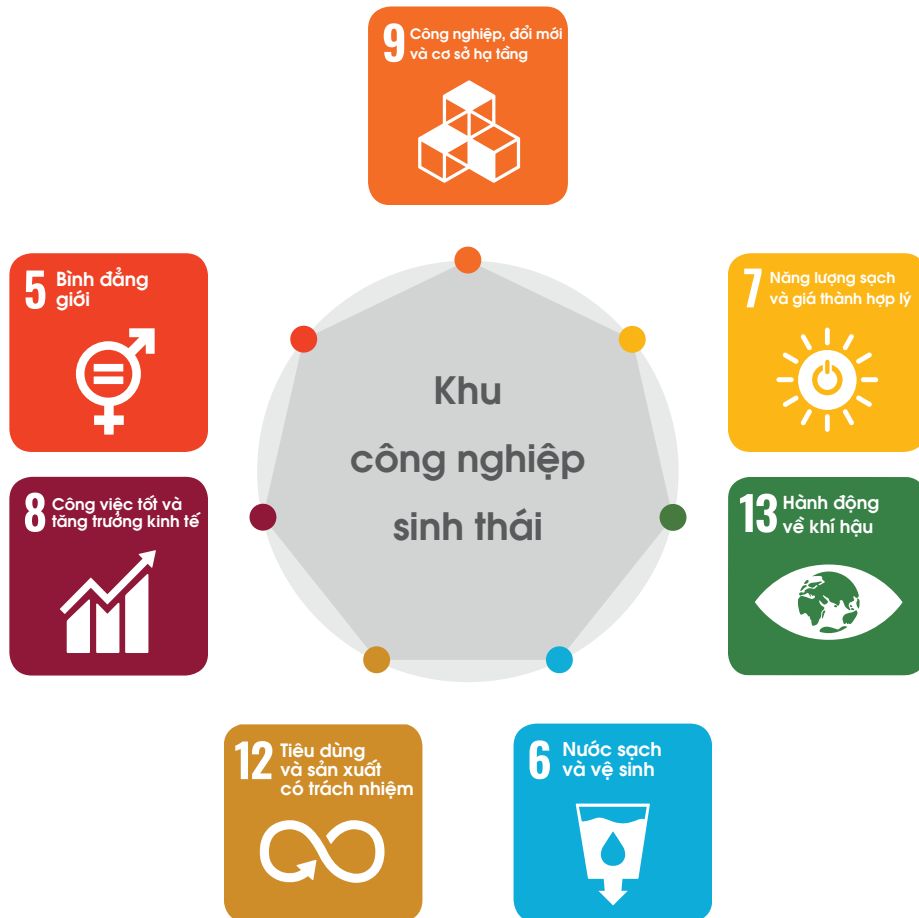 9 Công nghiệp, đổi mới
và cơ sở hạ tầng
5 Bình đẳng
giới
7 Năng lượng sạch
và giá thành hợp lý
Khu
công nghiệp
sinh thái
8 Công việc tốt và
tăng trưởng kinh tế
13 Hành động
về khí hậu
12 Tiêu dùng
và sản xuất
có trách nhiệm
6 Nước sạch
và vệ sinh